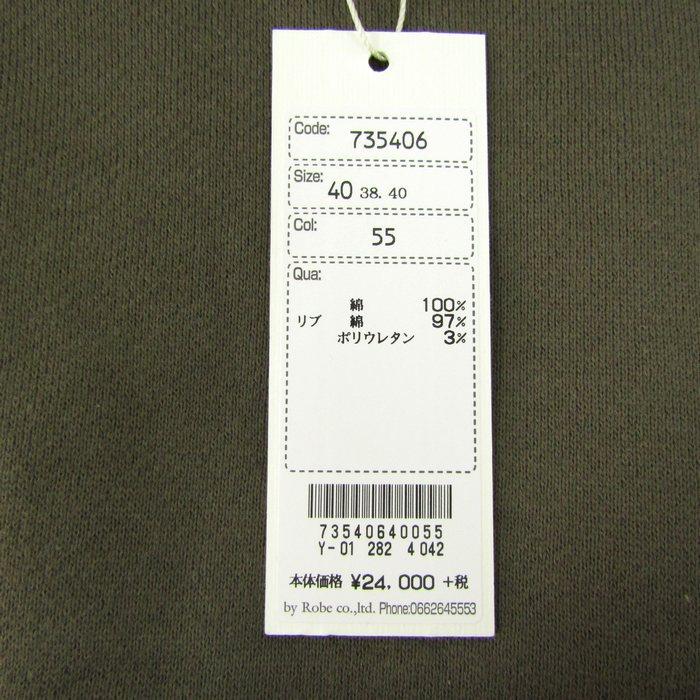 Code: 735406
Size: 40 38. 40
Col: 55
Qua:
綿 100%
リブ 綿 97%
ポリウレタン 3%
73540640055
Y-01 282 4042
本体価格 ¥24,000 +税
by Robe co.,ltd. Phone:0662645553